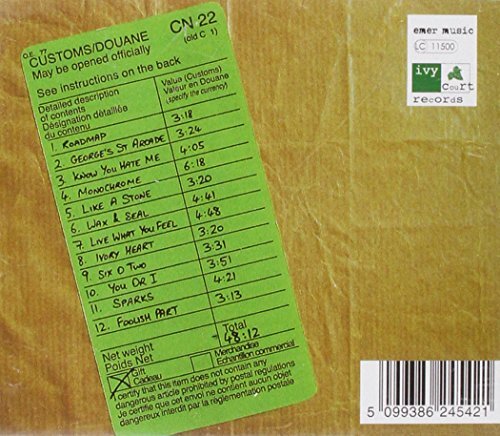 CUSTOMS/DOUANE CN 22
May be opened officially (old C 1)
See instructions on the back
Detailed description of contents
Désignation détaillée du contenu
Value (Customs)
Valeur en Douane
(specify the currency)
1. ROADMAP 3:18
2. GEORGE'S ST ARCADE 3:24
3. KNOW YOU HATE ME 4:05
4. MONOCHROME 6:18
5. LIKE A STONE 3:20
6. WAX & SEAL 4:41
7. LIVE WHAT YOU FEEL 4:48
8. IVORY HEART 3:20
9. SIX O TWO 3:31
10. YOU OR I 3:51
11. SPARKS 4:21
12. FOOLISH PART 3:13
Net weight
Poids Net
Total
48:12
Gift
Cadeau
Merchandise
Echantillon commercial
I certify that this item does not contain any
dangerous article prohibited by postal regulations
Je certifie que cet envoi ne contient aucun objet
dangereux interdit par la réglementation postale
emer music
LC 11500
ivy
court
records
5 099386 245421